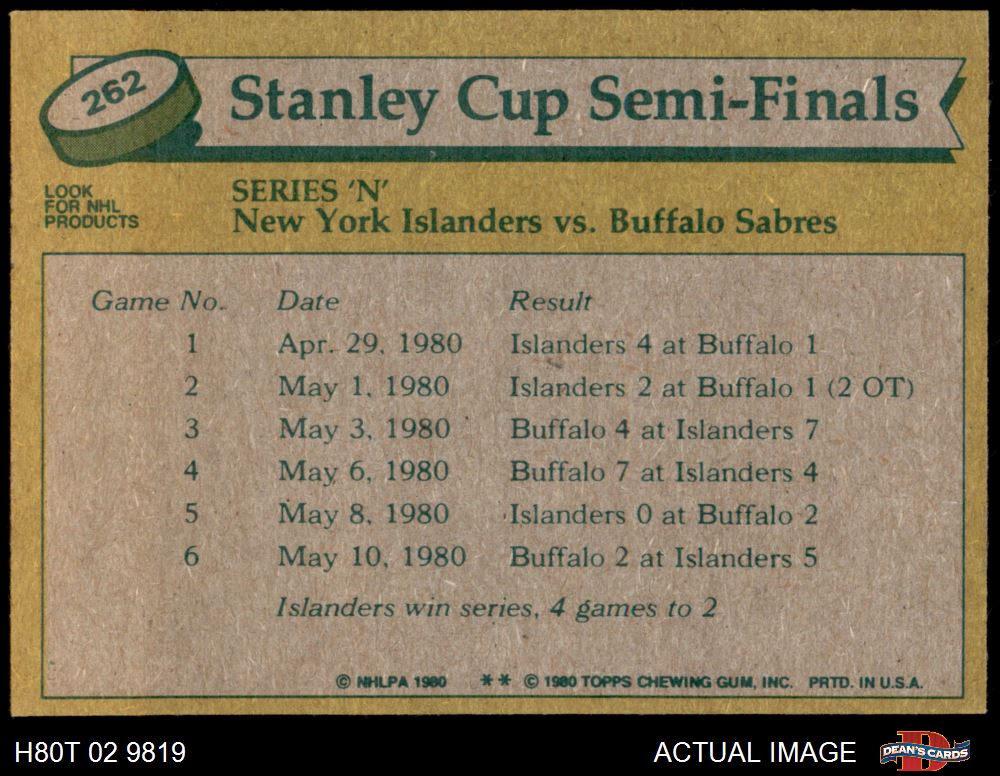 262
Stanley Cup Semi-Finals
LOOK
FOR NHL
PRODUCTS
SERIES 'N'
New York Islanders vs. Buffalo Sabres
Game No. Date Result
1 Apr. 29, 1980 Islanders 4 at Buffalo 1
2 May 1, 1980 Islanders 2 at Buffalo 1 (2 OT)
3 May 3, 1980 Buffalo 4 at Islanders 7
4 May 6, 1980 Buffalo 7 at Islanders 4
5 May 8, 1980 Islanders 0 at Buffalo 2
6 May 10, 1980 Buffalo 2 at Islanders 5
Islanders win series, 4 games to 2
© NHLPA 1980 ** © 1980 TOPPS CHEWING GUM, INC. PRTD. IN U.S.A.
H80T 02 9819 ACTUAL IMAGE D DEAN'S CARDS